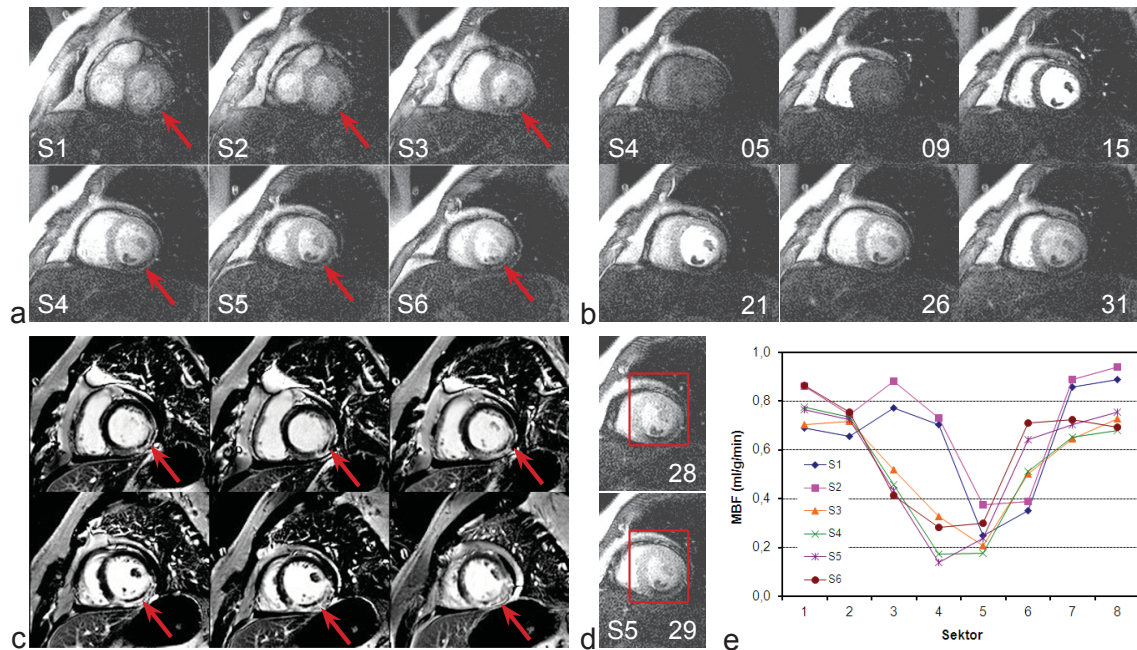 S1
S2
S3
S4
S5
S6
a
S4
05
09
15
21
26
31
b
c
28
S5
29
d
1,0
0,8
0,6
0,4
0,2
0,0
MBF (ml/g/min)
S1
S2
S3
S4
S5
S6
1 2 3 4 5 6 7 8
Sektor
e